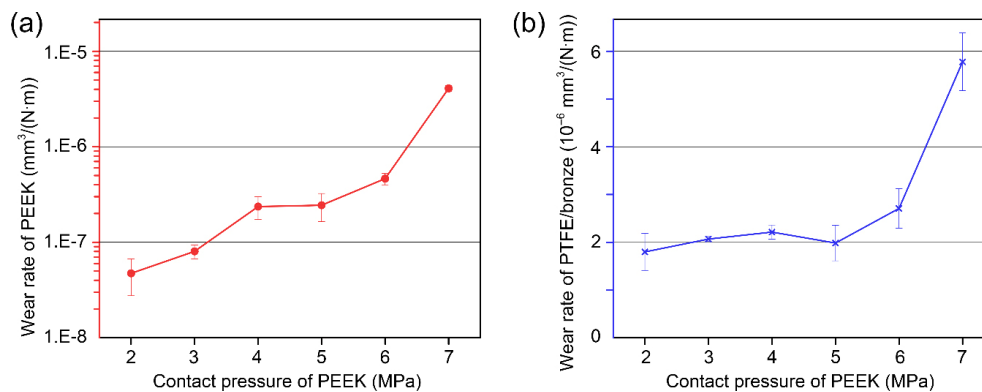 (a)
Wear rate of PEEK (mm³/(N·m))
1.E-5
1.E-6
1.E-7
1.E-8
2 3 4 5 6 7
Contact pressure of PEEK (MPa)
(b)
Wear rate of PTFE/bronze (10⁻⁶ mm³/(N·m))
6
4
2
0
2 3 4 5 6 7
Contact pressure of PEEK (MPa)